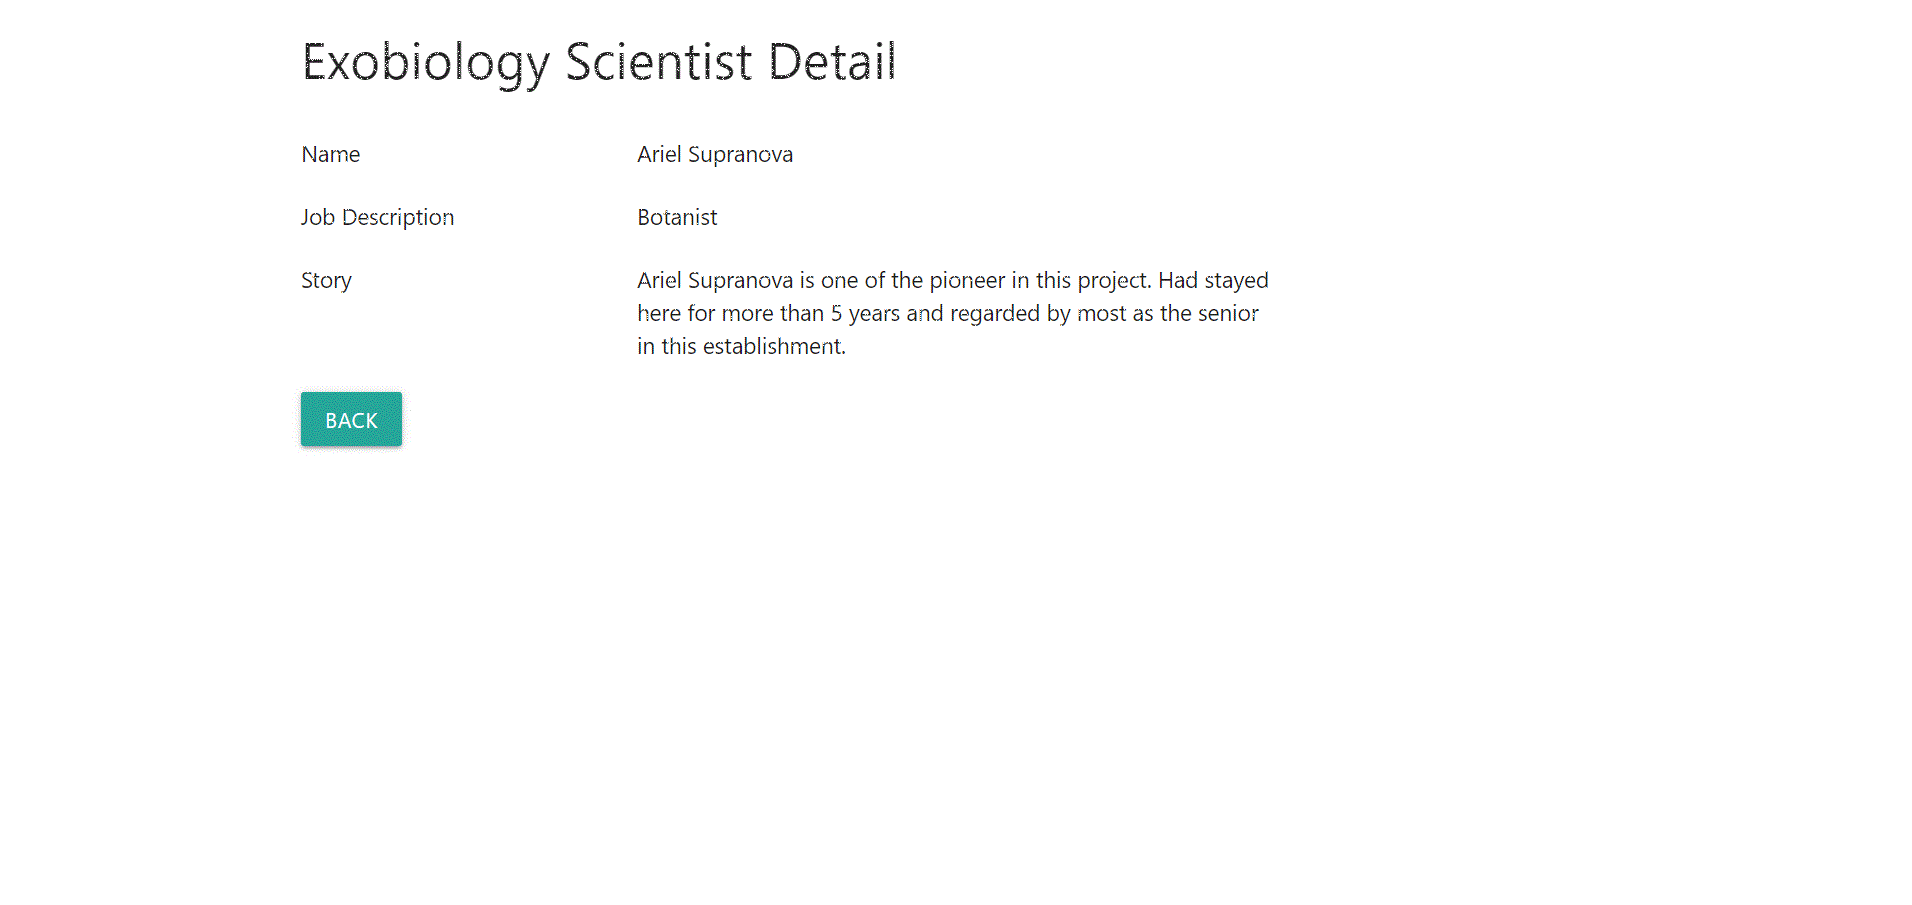 Exobiology Scientist Detail
Name Ariel Supranova
Job Description Botanist
Story Ariel Supranova is one of the pioneer in this project. Had stayed
here for more than 5 years and regarded by most as the senior
in this establishment.
BACK